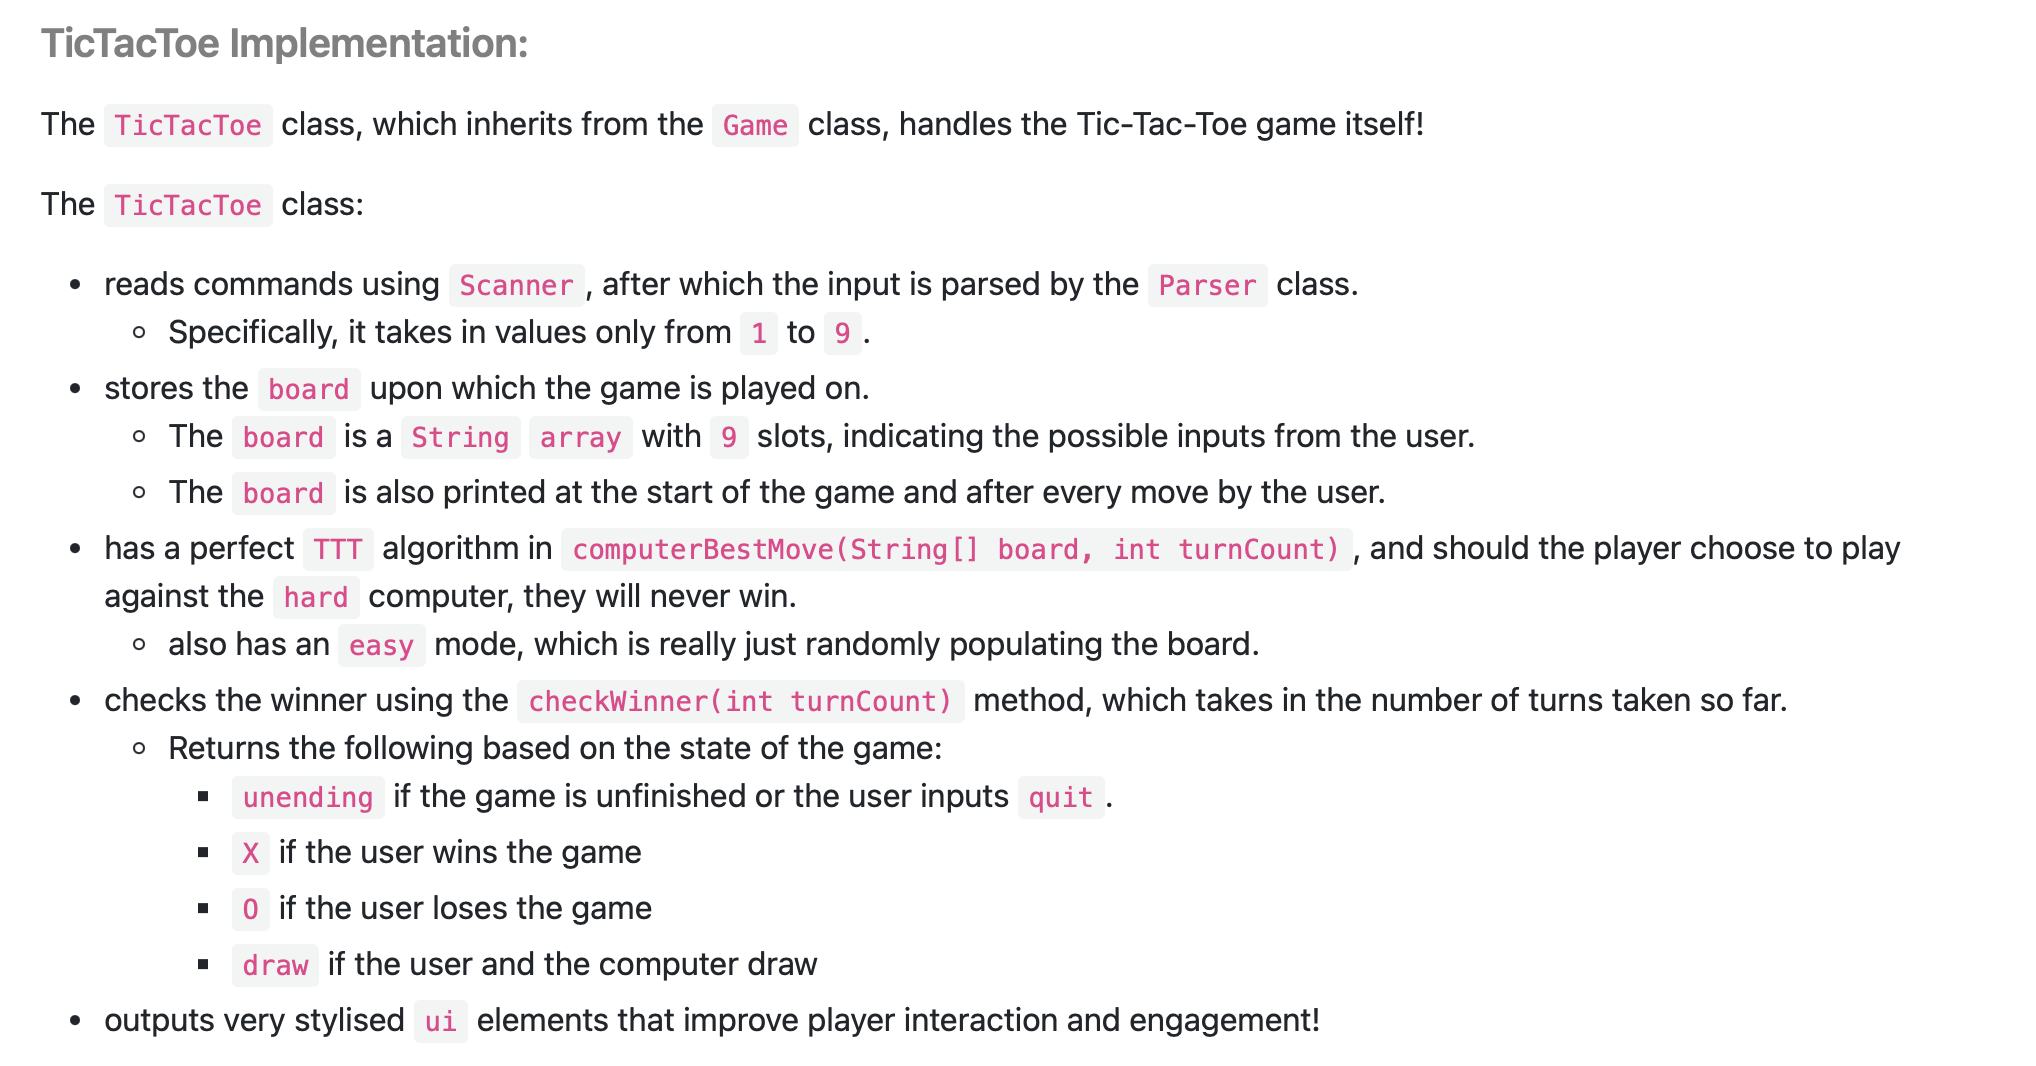 TicTacToe Implementation:
The TicTacToe class, which inherits from the Game class, handles the Tic-Tac-Toe game itself!
The TicTacToe class:
• reads commands using Scanner, after which the input is parsed by the Parser class.
◦ Specifically, it takes in values only from 1 to 9.
• stores the board upon which the game is played on.
◦ The board is a String array with 9 slots, indicating the possible inputs from the user.
◦ The board is also printed at the start of the game and after every move by the user.
• has a perfect TTT algorithm in computerBestMove(String[] board, int turnCount), and should the player choose to play
against the hard computer, they will never win.
◦ also has an easy mode, which is really just randomly populating the board.
• checks the winner using the checkWinner(int turnCount) method, which takes in the number of turns taken so far.
◦ Returns the following based on the state of the game:
▪ unending if the game is unfinished or the user inputs quit.
▪ X if the user wins the game
▪ O if the user loses the game
▪ draw if the user and the computer draw
• outputs very stylised ui elements that improve player interaction and engagement!